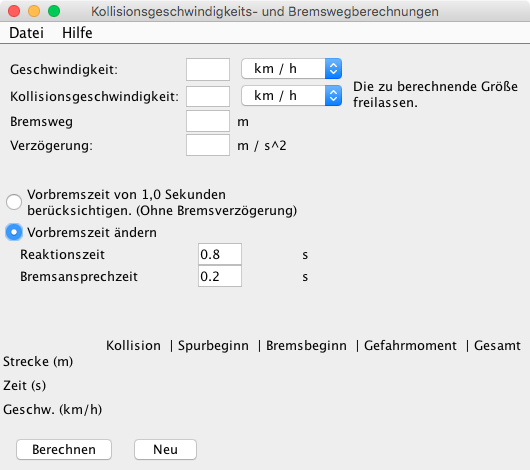 Kollisionsgeschwindigkeits- und Bremswegberechnungen
Datei Hilfe
Geschwindigkeit: km / h
Kollisionsgeschwindigkeit: km / h
Die zu berechnende Größe
freilassen.
Bremsweg m
Verzögerung: m / s^2
Vorbremszeit von 1,0 Sekunden
berücksichtigen. (Ohne Bremsverzögerung)
Vorbremszeit ändern
Reaktionszeit 0.8 s
Bremsansprechzeit 0.2 s
Kollision | Spurbeginn | Bremsbeginn | Gefahrmoment | Gesamt
Strecke (m)
Zeit (s)
Geschw. (km/h)
Berechnen Neu